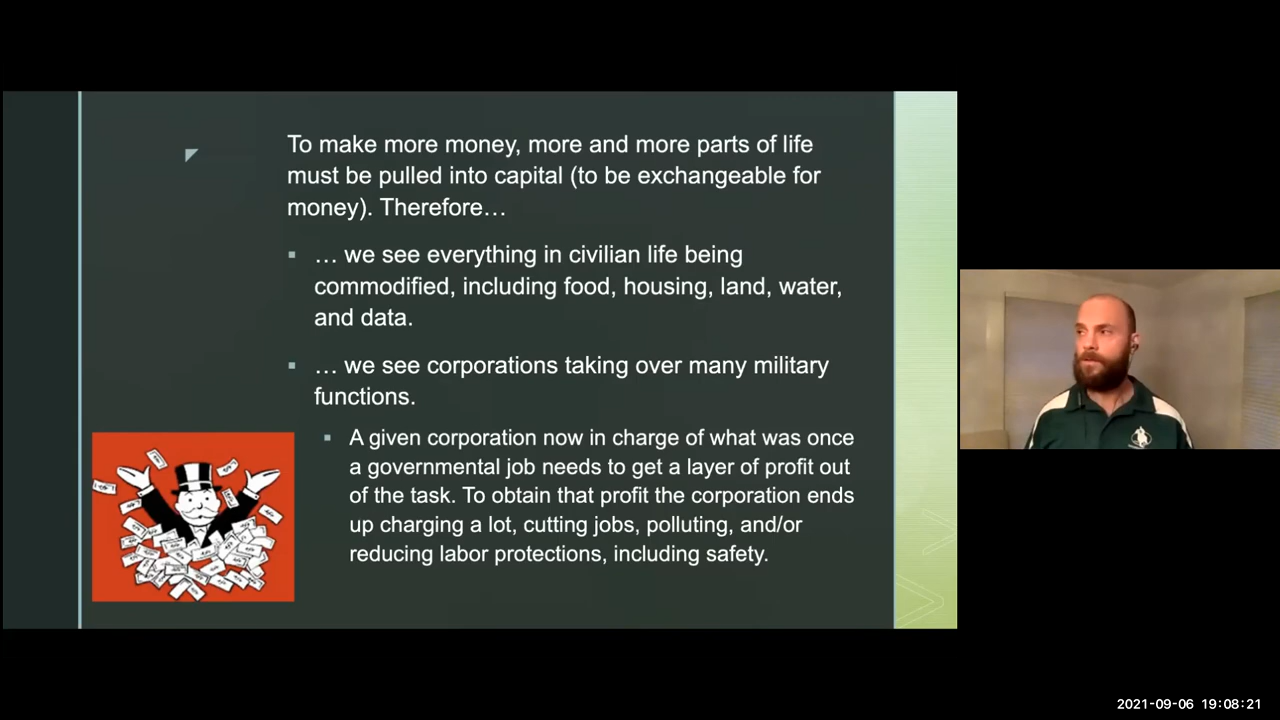 To make more money, more and more parts of life
must be pulled into capital (to be exchangeable for
money). Therefore…
… we see everything in civilian life being
commodified, including food, housing, land, water,
and data.
… we see corporations taking over many military
functions.
A given corporation now in charge of what was once
a governmental job needs to get a layer of profit out
of the task. To obtain that profit the corporation ends
up charging a lot, cutting jobs, polluting, and/or
reducing labor protections, including safety.
2021-09-06 19:08:21